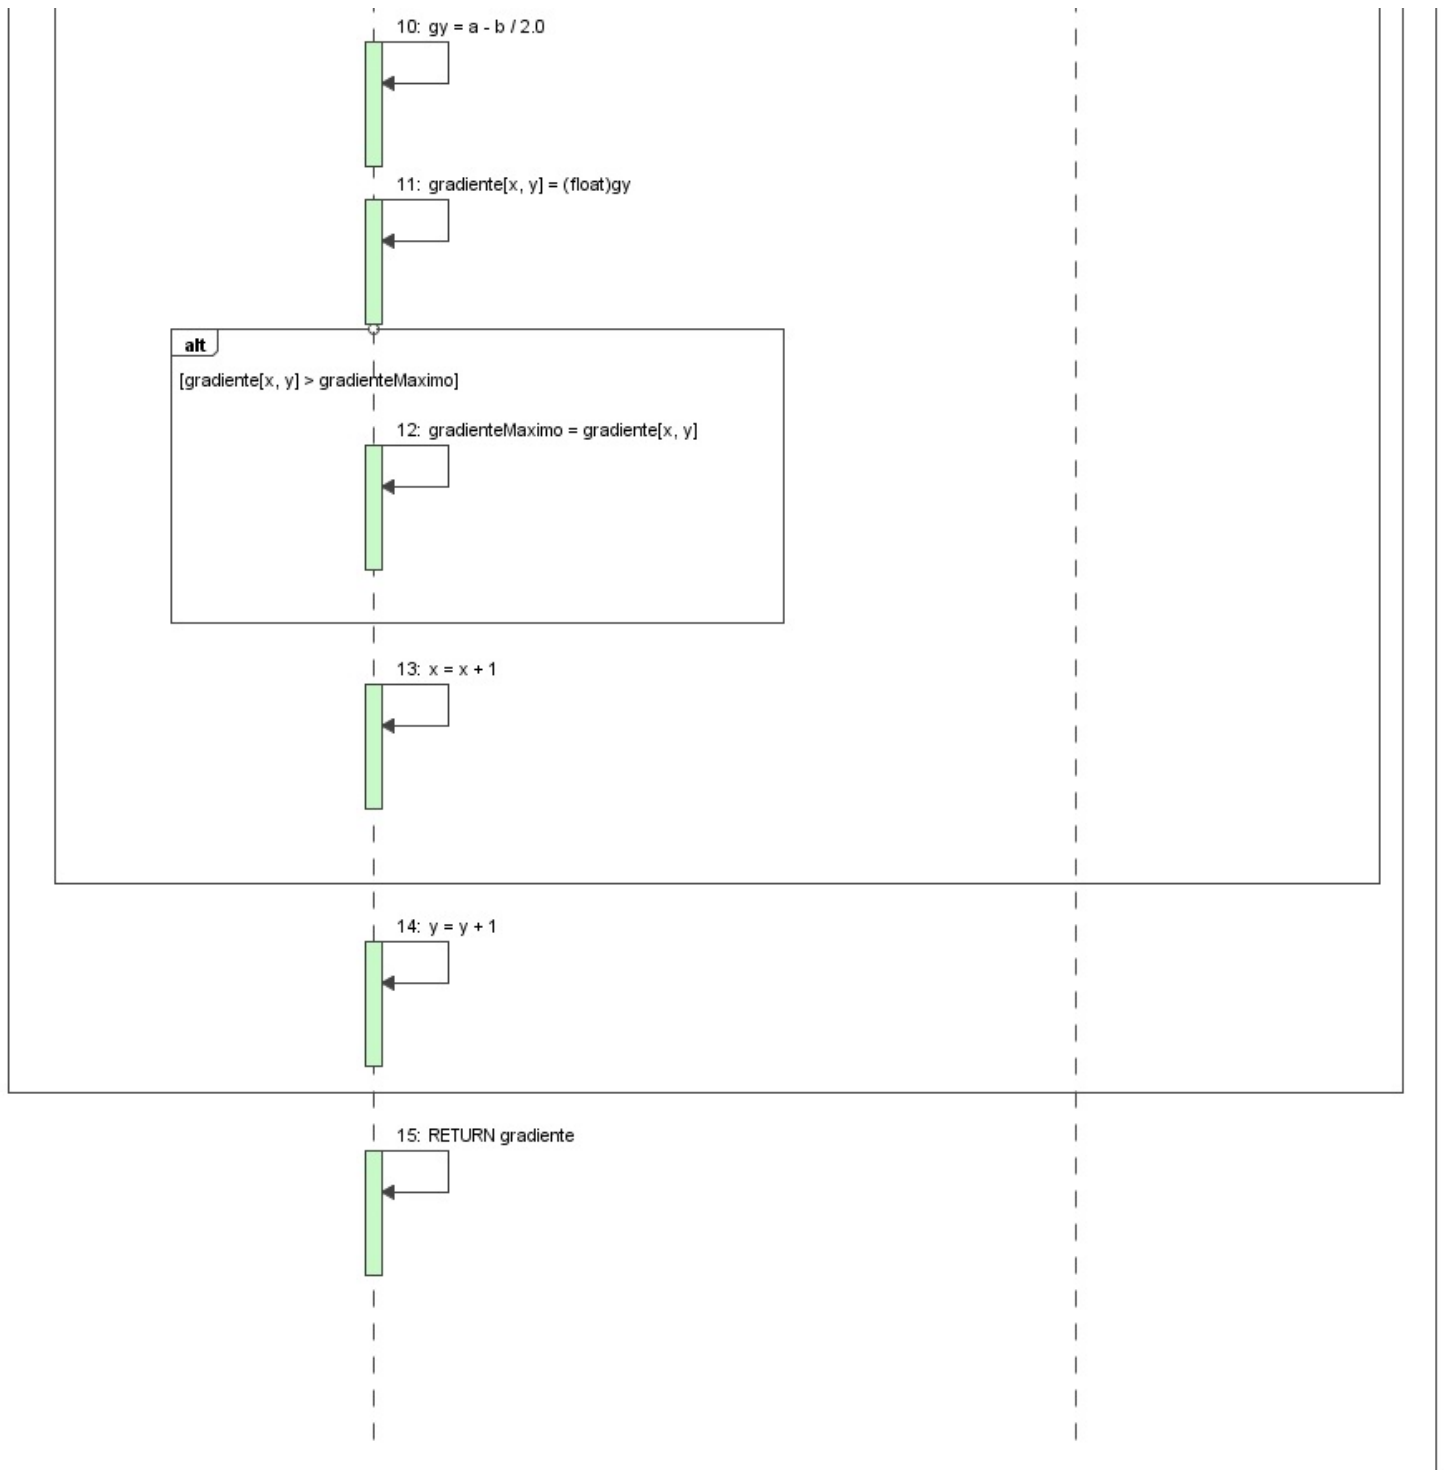 10: gy = a - b / 2.0
11: gradiente[x, y] = (float)gy
alt
[gradiente[x, y] > gradienteMaximo]
12: gradienteMaximo = gradiente[x, y]
13: x = x + 1
14: y = y + 1
15: RETURN gradiente